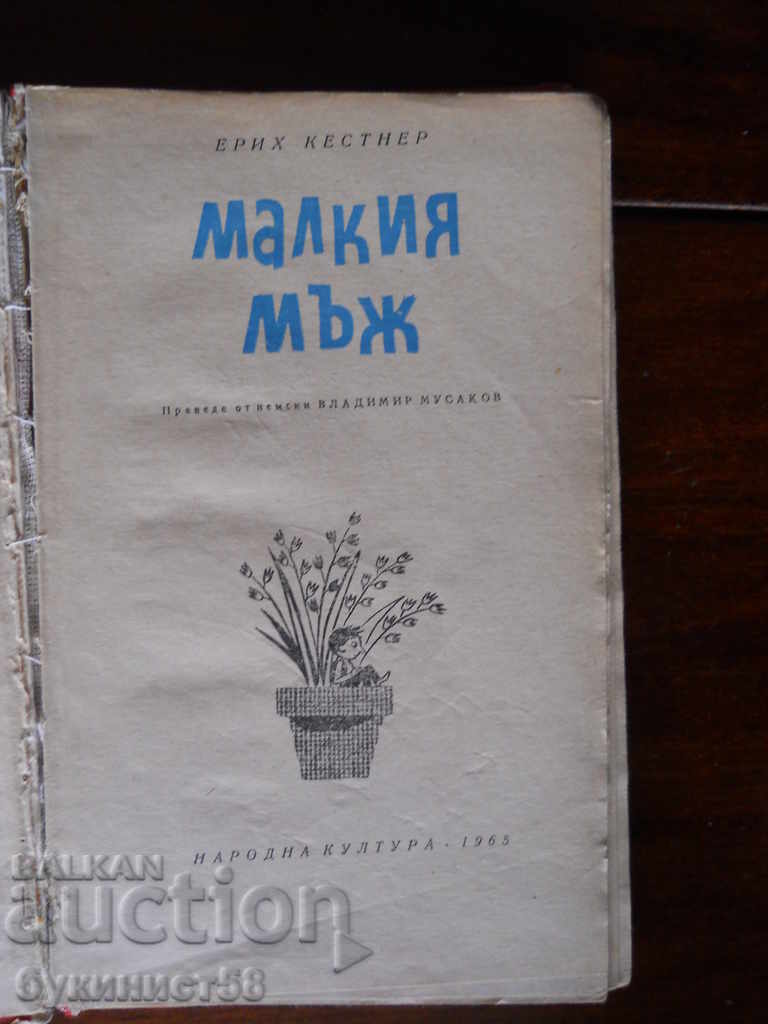 ЕРИХ КЕСТНЕР
Малкия
мъж
Преведе от немски ВЛАДИМИР МУСАКОВ
НАРОДНА КУЛТУРА · 1965
BALKAN
auction
букинист58